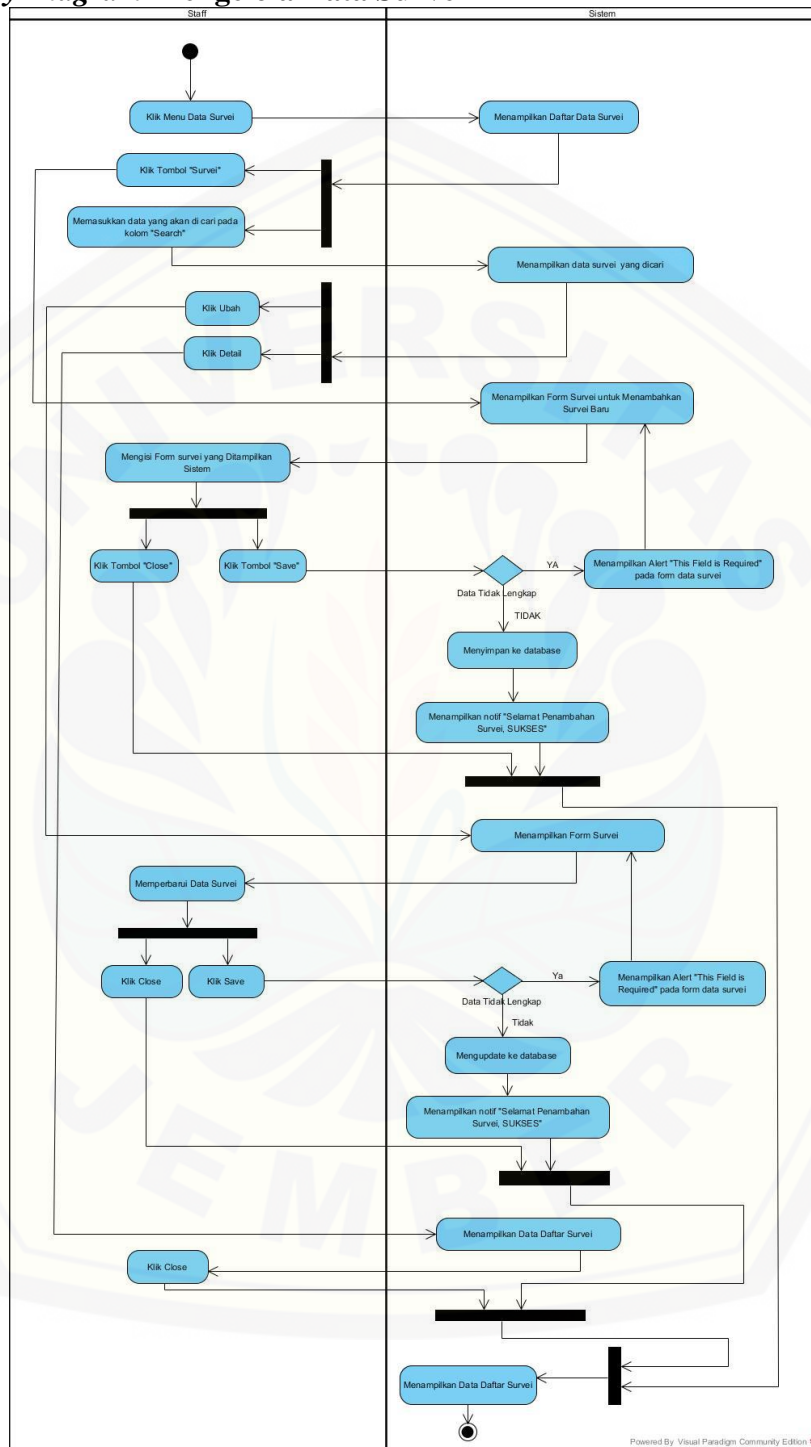 Staff
Sistem
Klik Menu Data Survei
Menampilkan Daftar Data Survei
Klik Tombol "Survei"
Memasukkan data yang akan di cari pada
kolom "Search"
Menampilkan data survei yang dicari
Klik Ubah
Klik Detail
Menampilkan Form Survei untuk Menambahkan
Survei Baru
Mengisi Form survei yang Ditampilkan
Sistem
Klik Tombol "Close"
Klik Tombol "Save"
YA
Menampilkan Alert "This Field is Required"
pada form data survei
Data Tidak Lengkap
TIDAK
Menyimpan ke database
Menampilkan notif "Selamat Penambahan
Survei, SUKSES"
Menampilkan Form Survei
Memperbarui Data Survei
Klik Close
Klik Save
Ya
Menampilkan Alert "This Field is
Required" pada form data survei
Data Tidak Lengkap
Tidak
Mengupdate ke database
Menampilkan notif "Selamat Penambahan
Survei, SUKSES"
Menampilkan Data Daftar Survei
Klik Close
Menampilkan Data Daftar Survei
UNIVERSITAS
JEMBER
Powered By Visual Paradigm Community Edition